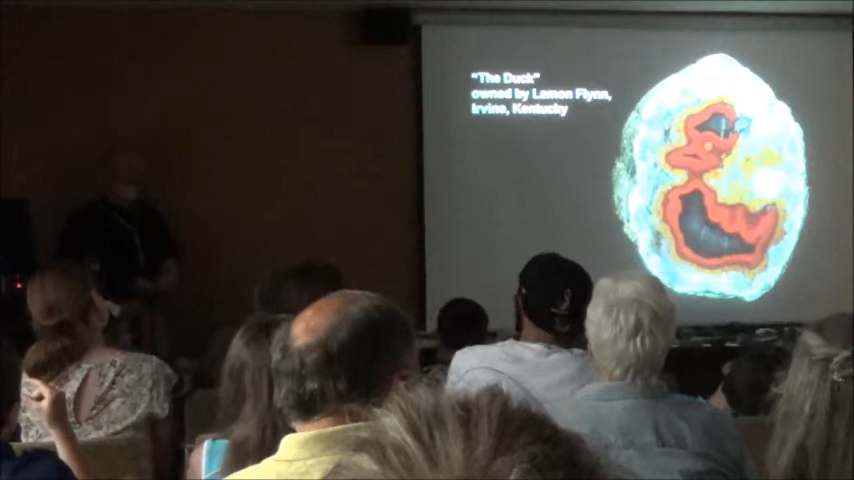 "The Duck"
owned by Lamon Flynn,
Irvine, Kentucky